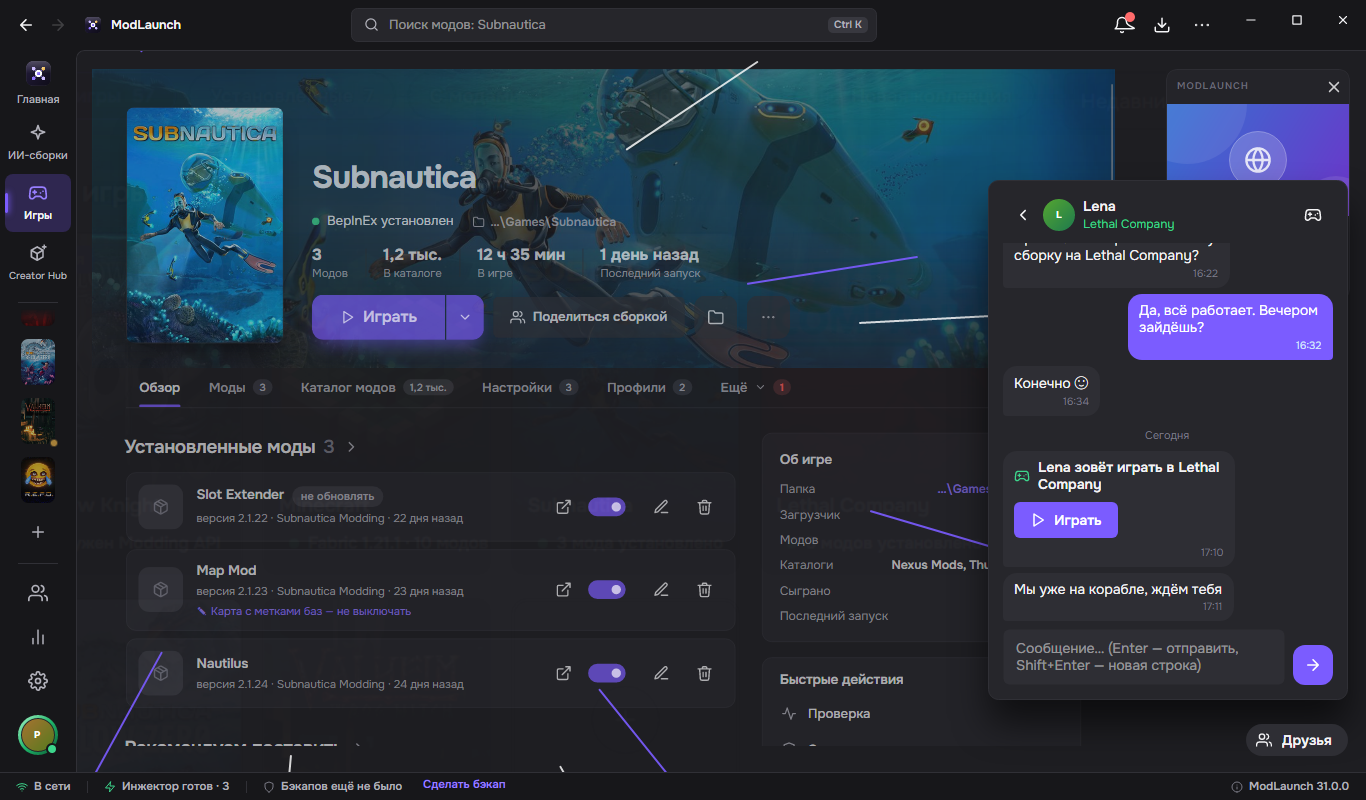 ModLaunch
Поиск модов: Subnautica
Ctrl K
Главная
ИИ-сборки
Игры
Creator Hub
P
SUBNAUTICA
Subnautica
BepInEx установлен
...\Games\Subnautica
3
Модов
1,2 тыс.
В каталоге
12 ч 35 мин
В игре
1 день назад
Последний запуск
Играть
Поделиться сборкой
Обзор
Моды 3
Каталог модов 1,2 тыс.
Настройки 3
Профили 2
Ещё 1
Установленные моды 3
Slot Extender не обновлять
версия 2.1.22 · Subnautica Modding · 22 дня назад
Map Mod
версия 2.1.23 · Subnautica Modding · 23 дня назад
Карта с метками баз — не выключать
Nautilus
версия 2.1.24 · Subnautica Modding · 24 дня назад
Об игре
Папка ...\Games
Загрузчик
Модов
Каталоги Nexus Mods, Thu
Сыграно
Последний запуск
Быстрые действия
Проверка
MODLAUNCH
L
Lena
Lethal Company
сборку на Lethal Company?
16:22
Да, всё работает. Вечером
зайдёшь?
16:32
Конечно
16:34
Сегодня
Lena зовёт играть в Lethal
Company
Играть
17:10
Мы уже на корабле, ждём тебя
17:11
Сообщение... (Enter — отправить,
Shift+Enter — новая строка)
Друзья
В сети
Инжектор готов · 3
Бэкапов ещё не было
Сделать бэкап
ModLaunch 31.0.0